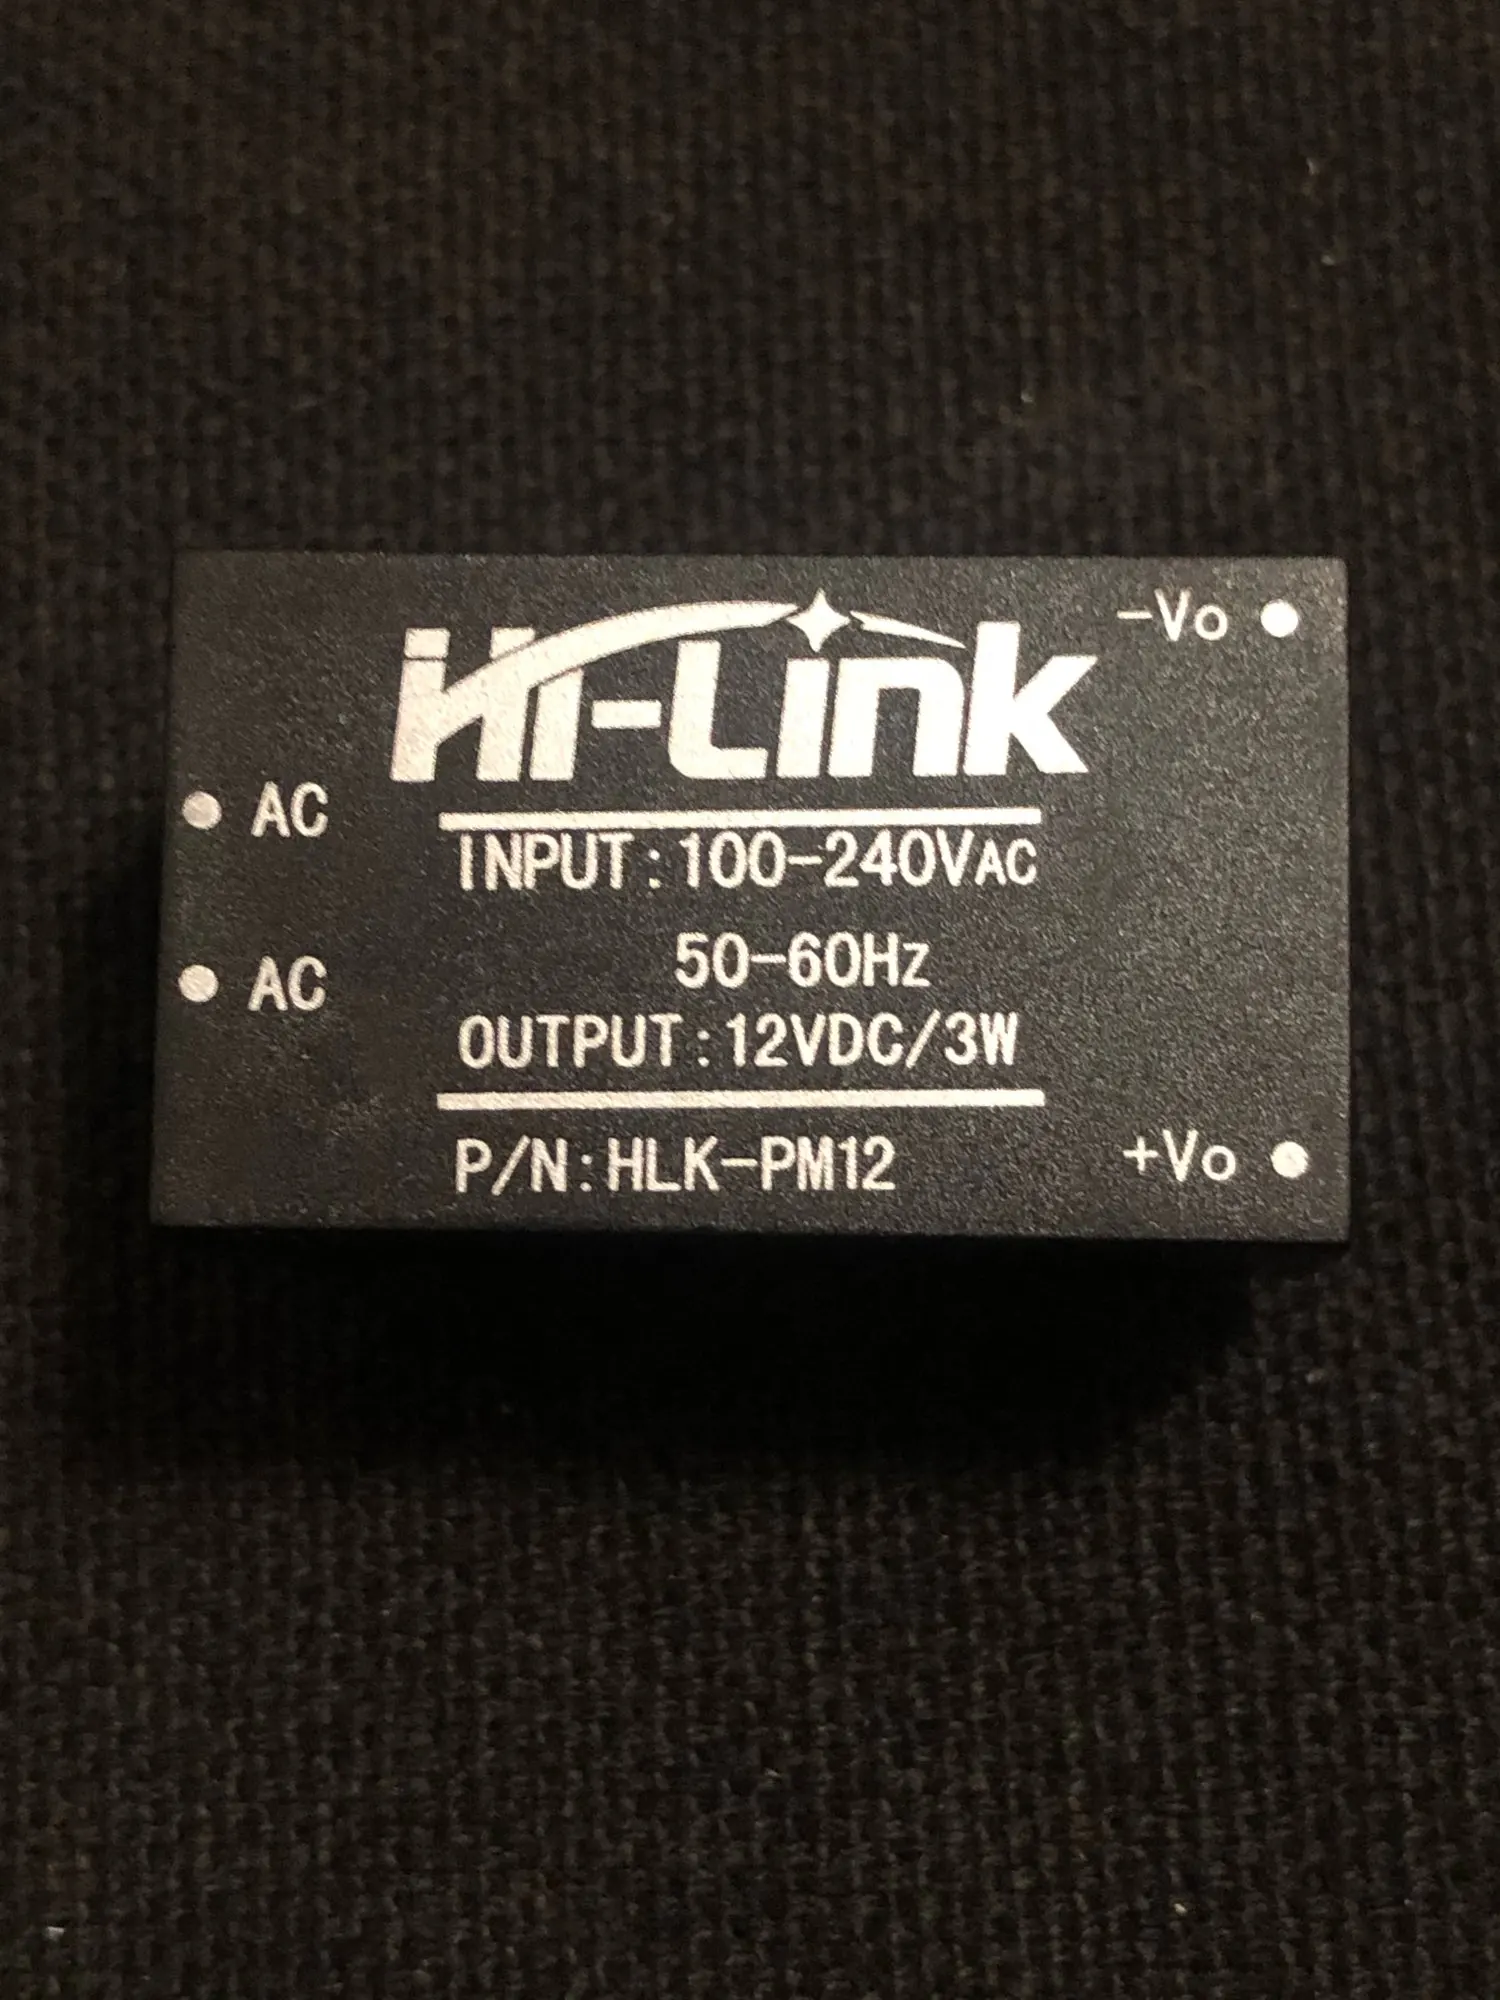 Hi-Link
-Vo
AC
INPUT:100-240VAC
50-60Hz
AC
OUTPUT:12VDC/3W
P/N:HLK-PM12
+Vo